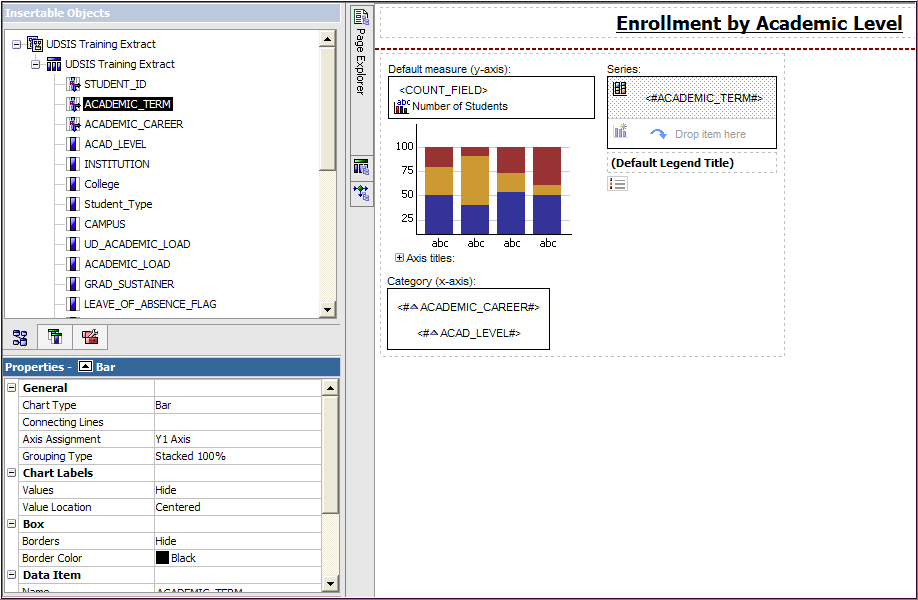 Insertable Objects
UDSIS Training Extract
UDSIS Training Extract
STUDENT_ID
ACADEMIC_TERM
ACADEMIC_CAREER
ACAD_LEVEL
INSTITUTION
College
Student_Type
CAMPUS
UD_ACADEMIC_LOAD
ACADEMIC_LOAD
GRAD_SUSTAINER
LEAVE_OF_ABSENCE_FLAG
Properties - Bar
General
Chart Type Bar
Connecting Lines
Axis Assignment Y1 Axis
Grouping Type Stacked 100%
Chart Labels
Values Hide
Value Location Centered
Box
Borders Hide
Border Color Black
Data Item
Name ACADEMIC_TERM
Page Explorer
Enrollment by Academic Level
Default measure (y-axis):
<COUNT_FIELD>
abc
Number of Students
100
75
50
25
abc abc abc abc
Axis titles:
Category (x-axis):
<#ACADEMIC_CAREER#>
<#ACAD_LEVEL#>
Series:
<#ACADEMIC_TERM#>
Drop item here
(Default Legend Title)